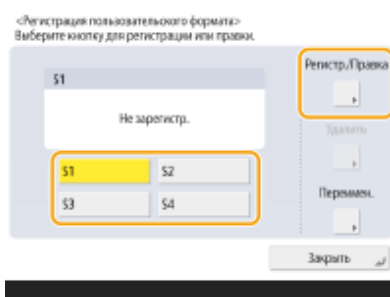 <Регистрация пользовательского формата>
Выберите кнопку для регистрации или правки.
S1
Не зарегистр.
S1
S2
S3
S4
Регистр./Правка
Удалить
Переимен.
Закрыть